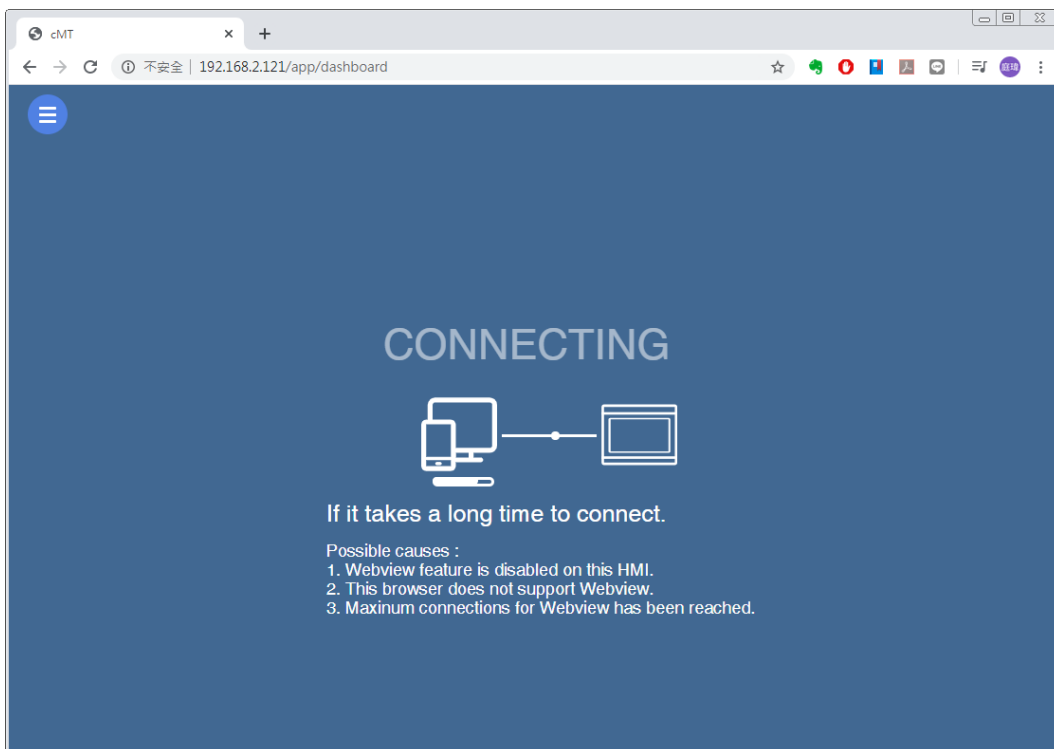 cMT
不安全 | 192.168.2.121/app/dashboard
CONNECTING
If it takes a long time to connect.
Possible causes :
1. Webview feature is disabled on this HMI.
2. This browser does not support Webview.
3. Maxinum connections for Webview has been reached.